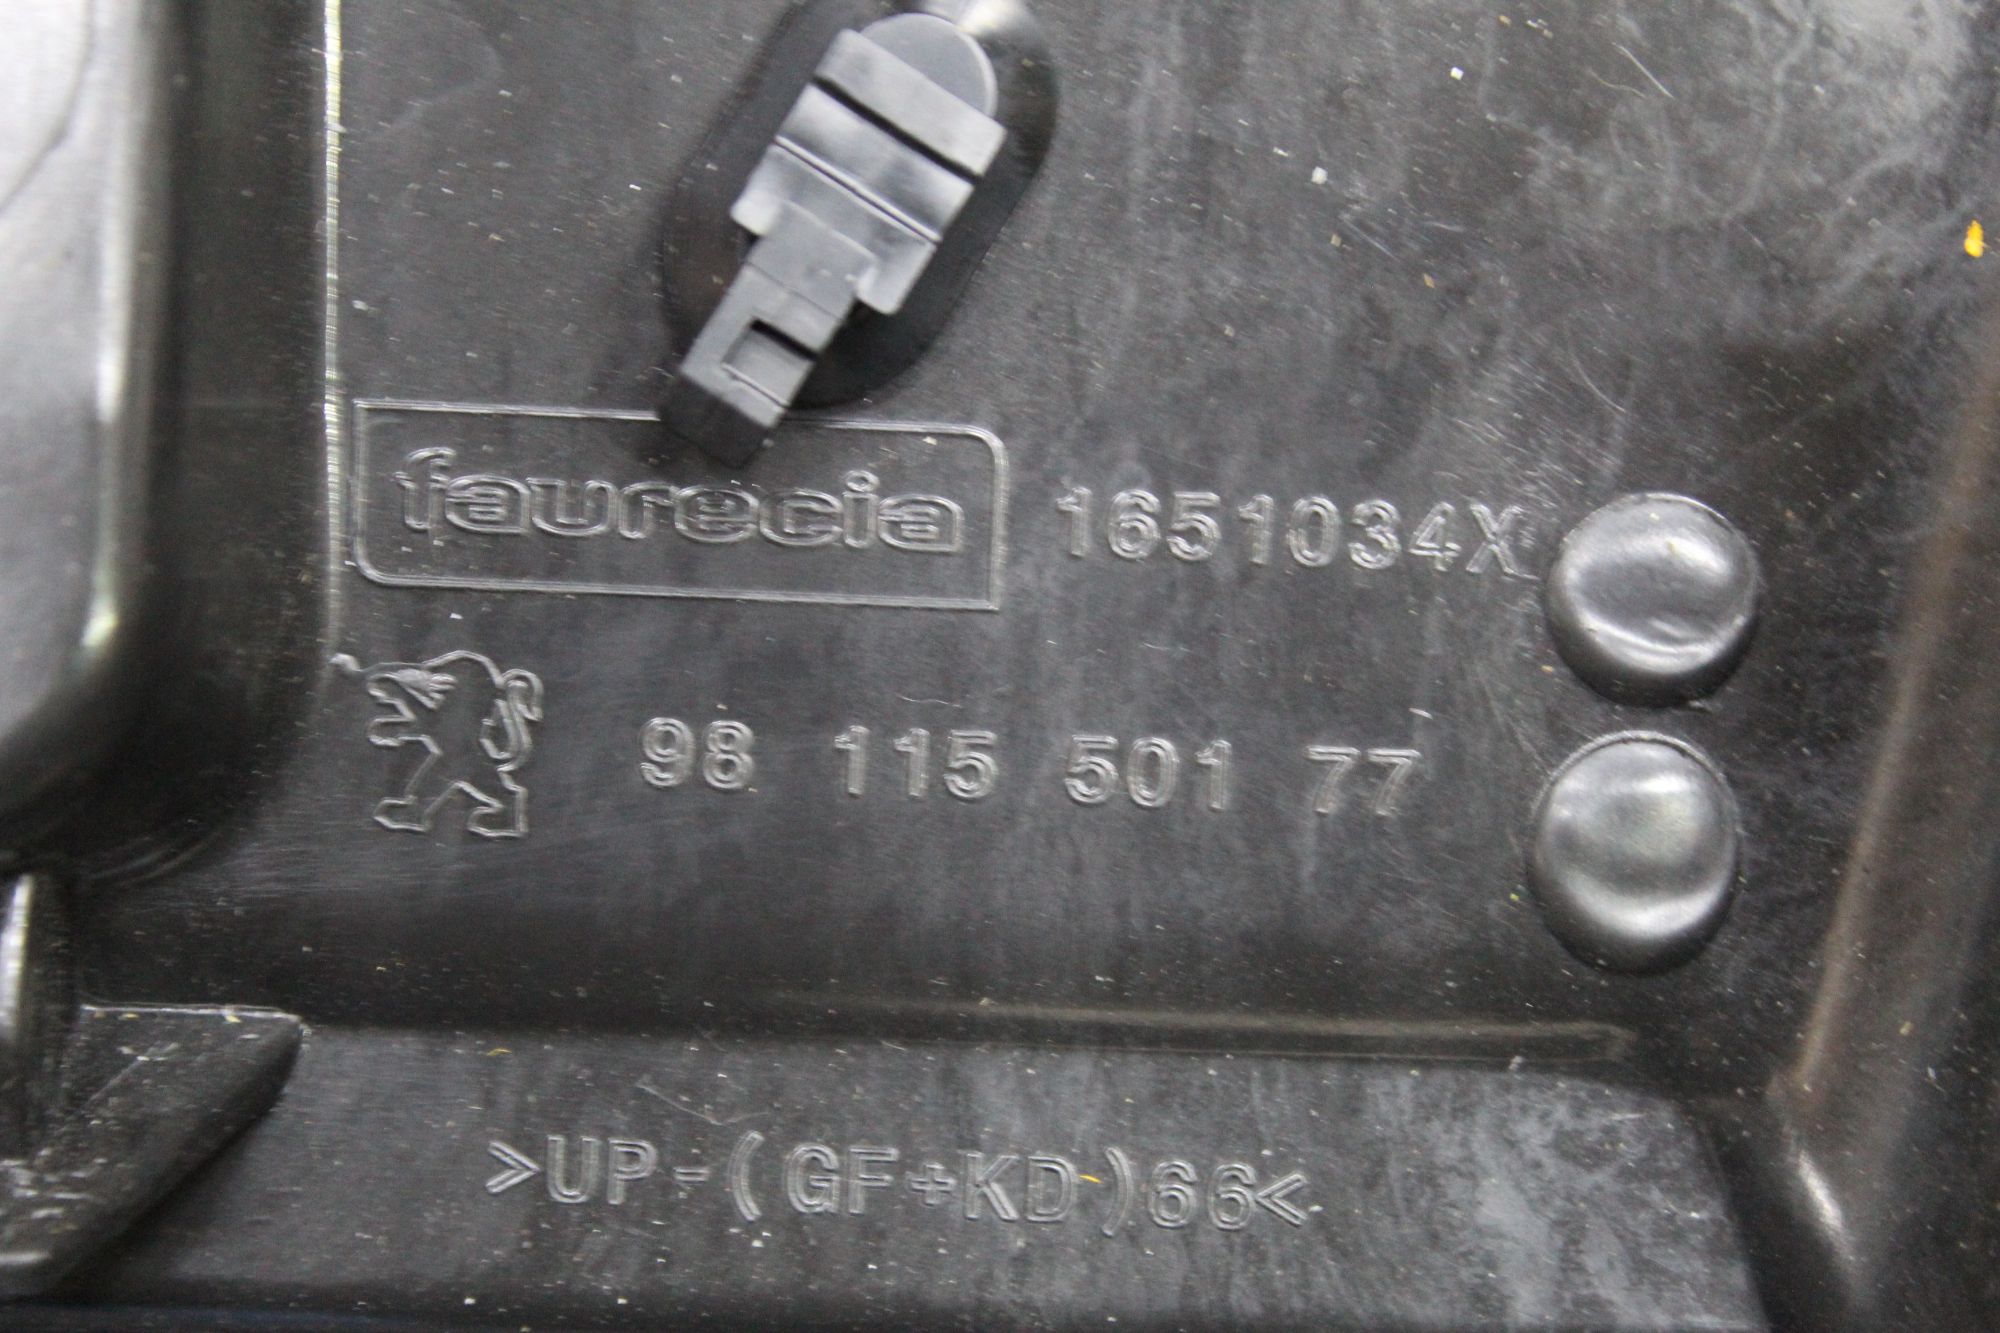 faurecia 1651034X
98 115 501 77
>UP-(GF+KD)66<